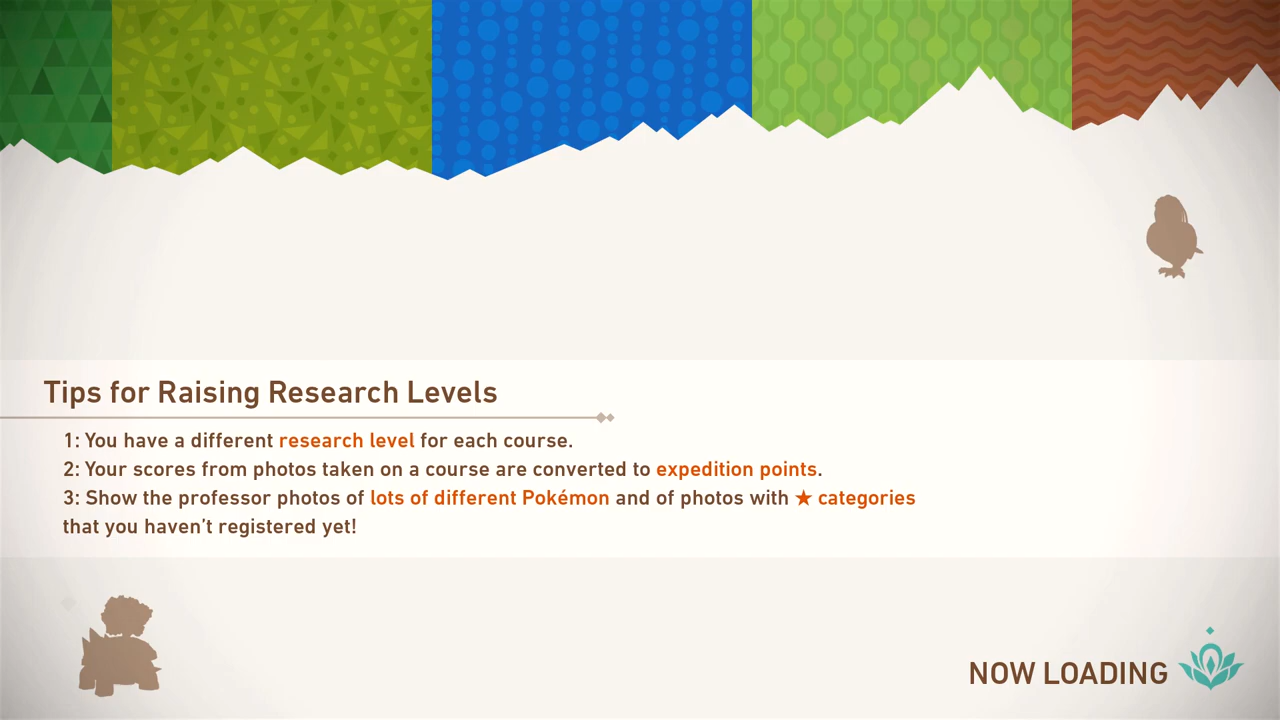 Tips for Raising Research Levels
1: You have a different research level for each course.
2: Your scores from photos taken on a course are converted to expedition points.
3: Show the professor photos of lots of different Pokémon and of photos with ★ categories
that you haven't registered yet!
NOW LOADING